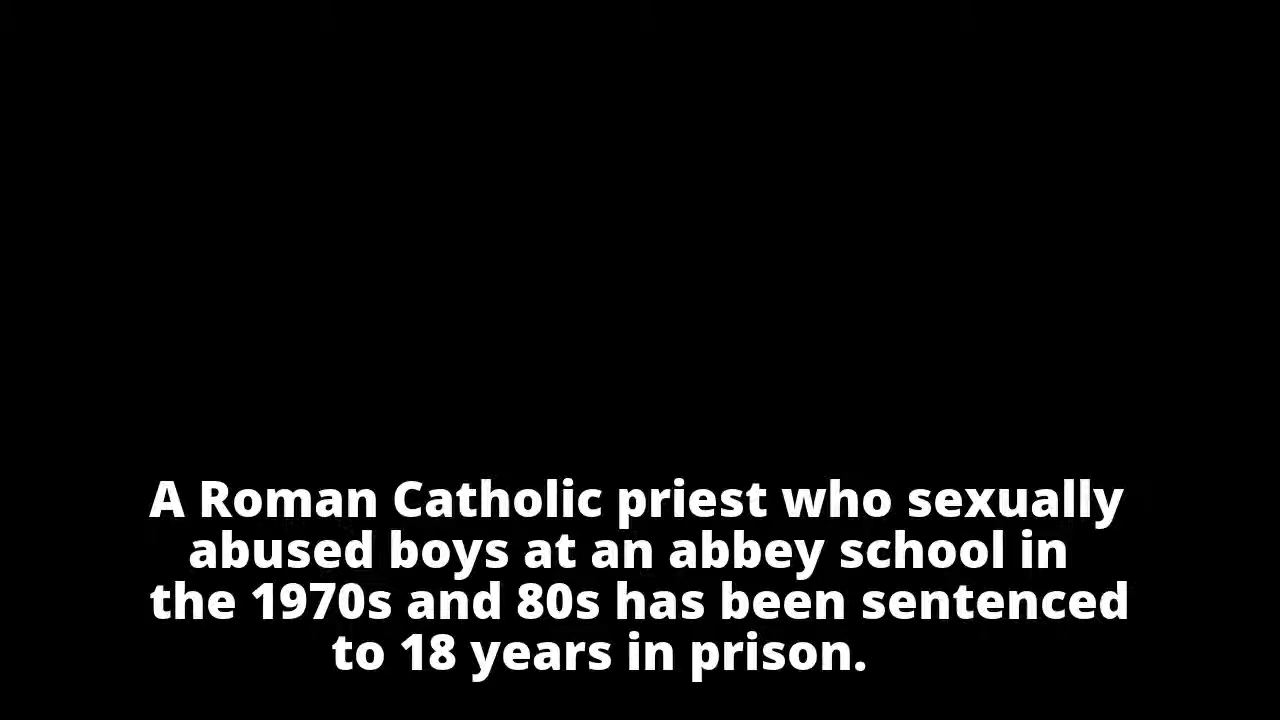 A Roman Catholic priest who sexually
abused boys at an abbey school in
the 1970s and 80s has been sentenced
to 18 years in prison.